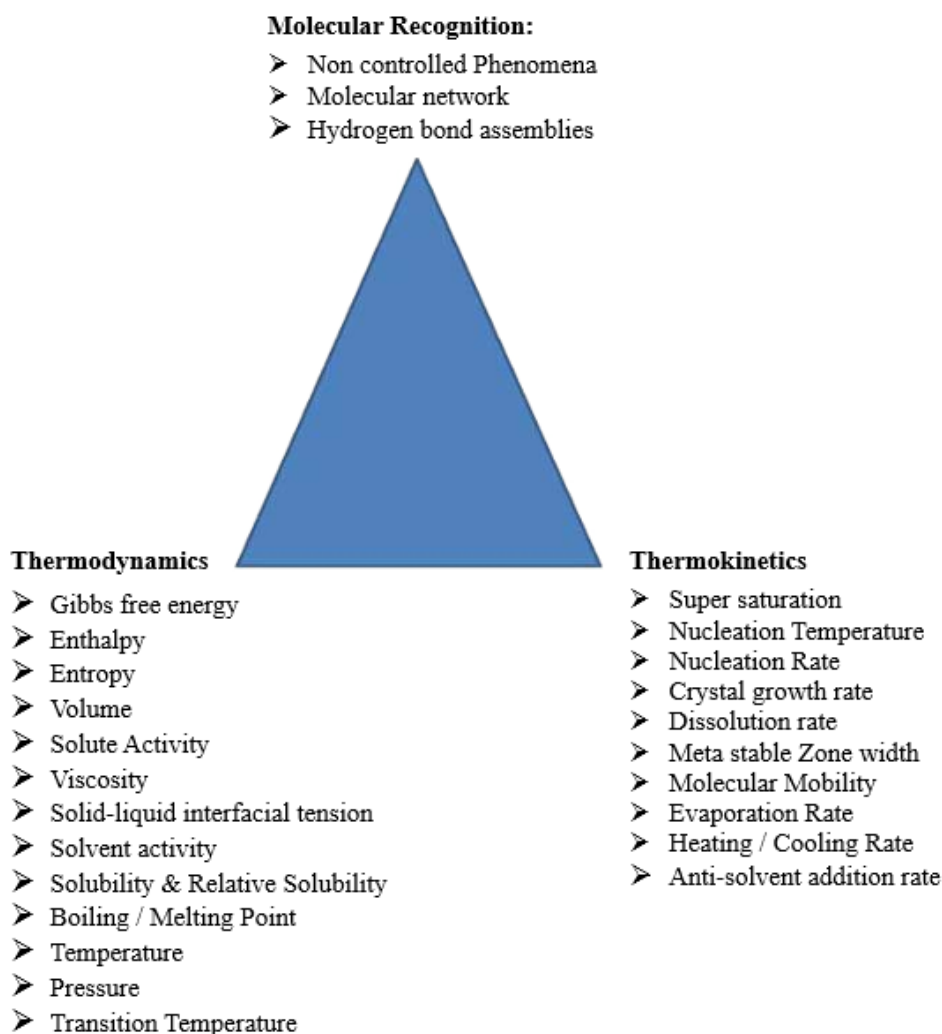 Molecular Recognition:
➤ Non controlled Phenomena
➤ Molecular network
➤ Hydrogen bond assemblies
Thermodynamics
➤ Gibbs free energy
➤ Enthalpy
➤ Entropy
➤ Volume
➤ Solute Activity
➤ Viscosity
➤ Solid-liquid interfacial tension
➤ Solvent activity
➤ Solubility & Relative Solubility
➤ Boiling / Melting Point
➤ Temperature
➤ Pressure
➤ Transition Temperature
Thermokinetics
➤ Super saturation
➤ Nucleation Temperature
➤ Nucleation Rate
➤ Crystal growth rate
➤ Dissolution rate
➤ Meta stable Zone width
➤ Molecular Mobility
➤ Evaporation Rate
➤ Heating / Cooling Rate
➤ Anti-solvent addition rate